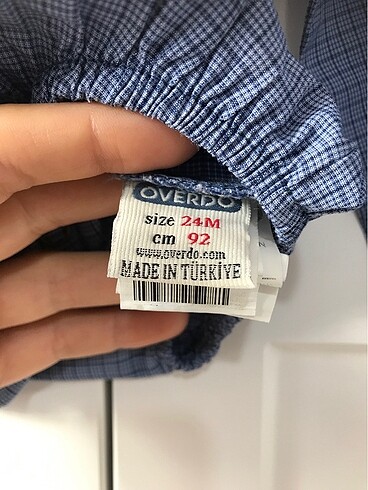 OVERDO
size 24M
cm 92
www.overdo.com
MADE IN TÜRKİYE